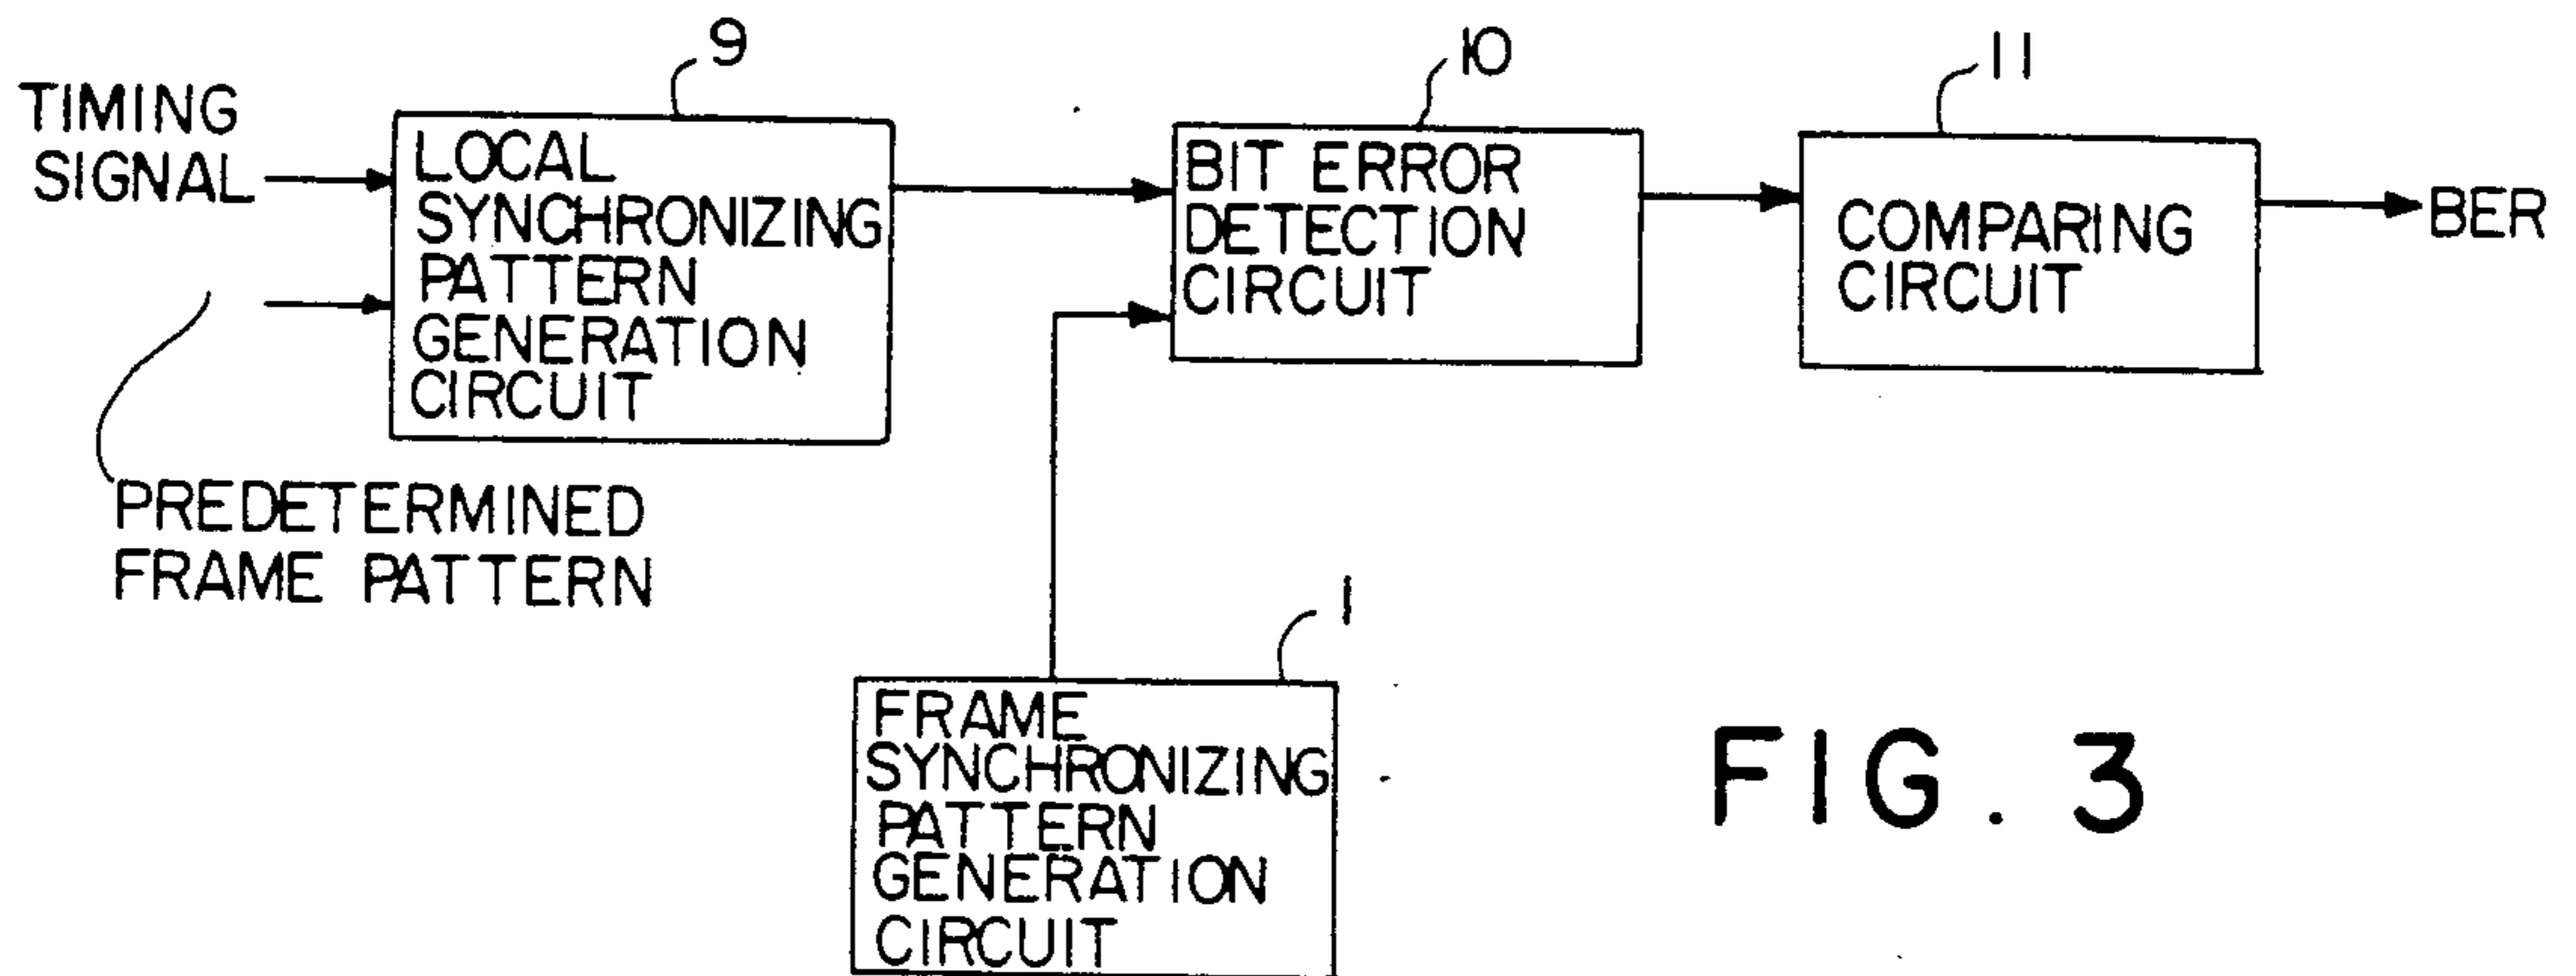 9
10
11
TIMING
SIGNAL
LOCAL
SYNCHRONIZING
PATTERN
GENERATION
CIRCUIT
BIT ERROR
DETECTION
CIRCUIT
COMPARING
CIRCUIT
BER
PREDETERMINED
FRAME PATTERN
1
FRAME
SYNCHRONIZING
PATTERN
GENERATION
CIRCUIT
FIG. 3